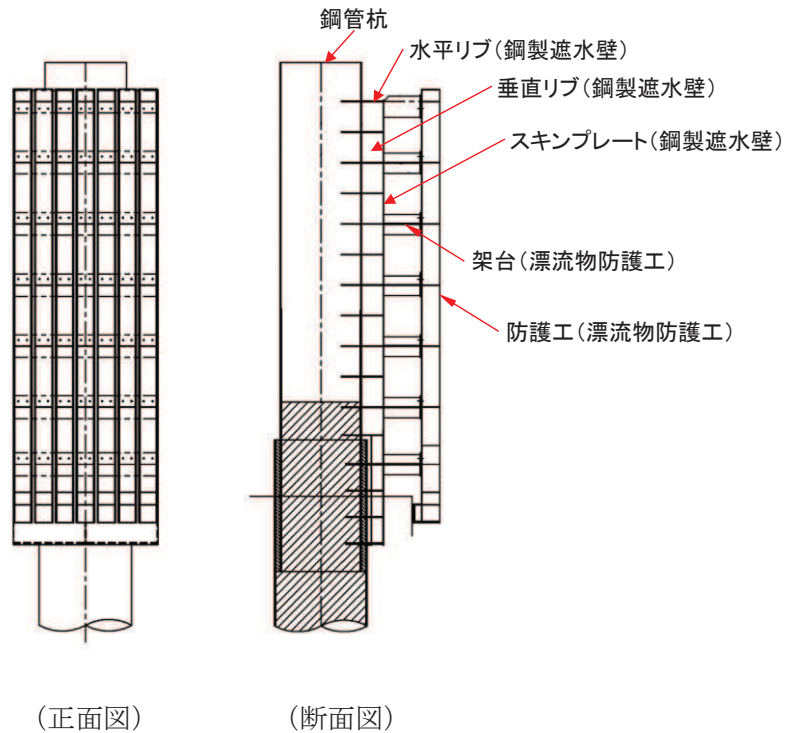 鋼管杭
水平リブ(鋼製遮水壁)
垂直リブ(鋼製遮水壁)
スキンプレート(鋼製遮水壁)
架台(漂流物防護工)
防護工(漂流物防護工)
(正面図)
(断面図)